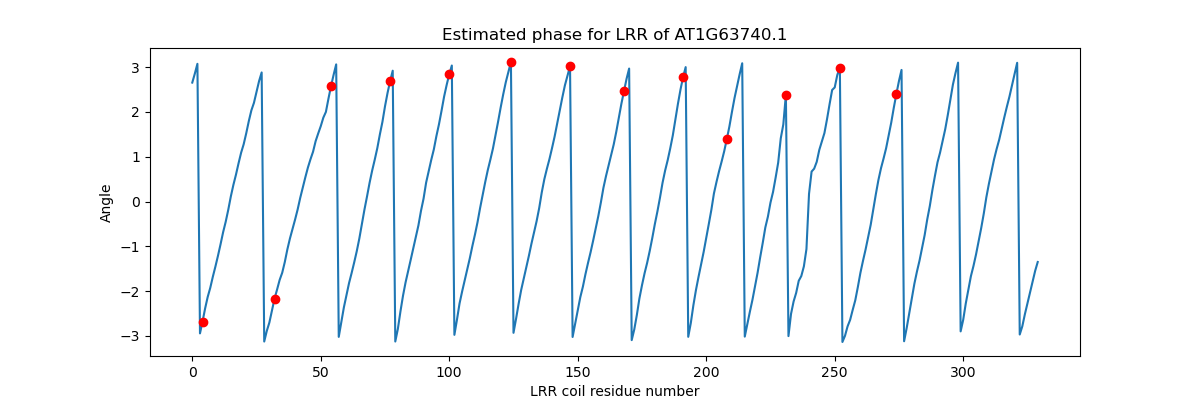 Estimated phase for LRR of AT1G63740.1
3
2
1
0
−1
−2
−3
Angle
0 50 100 150 200 250 300
LRR coil residue number